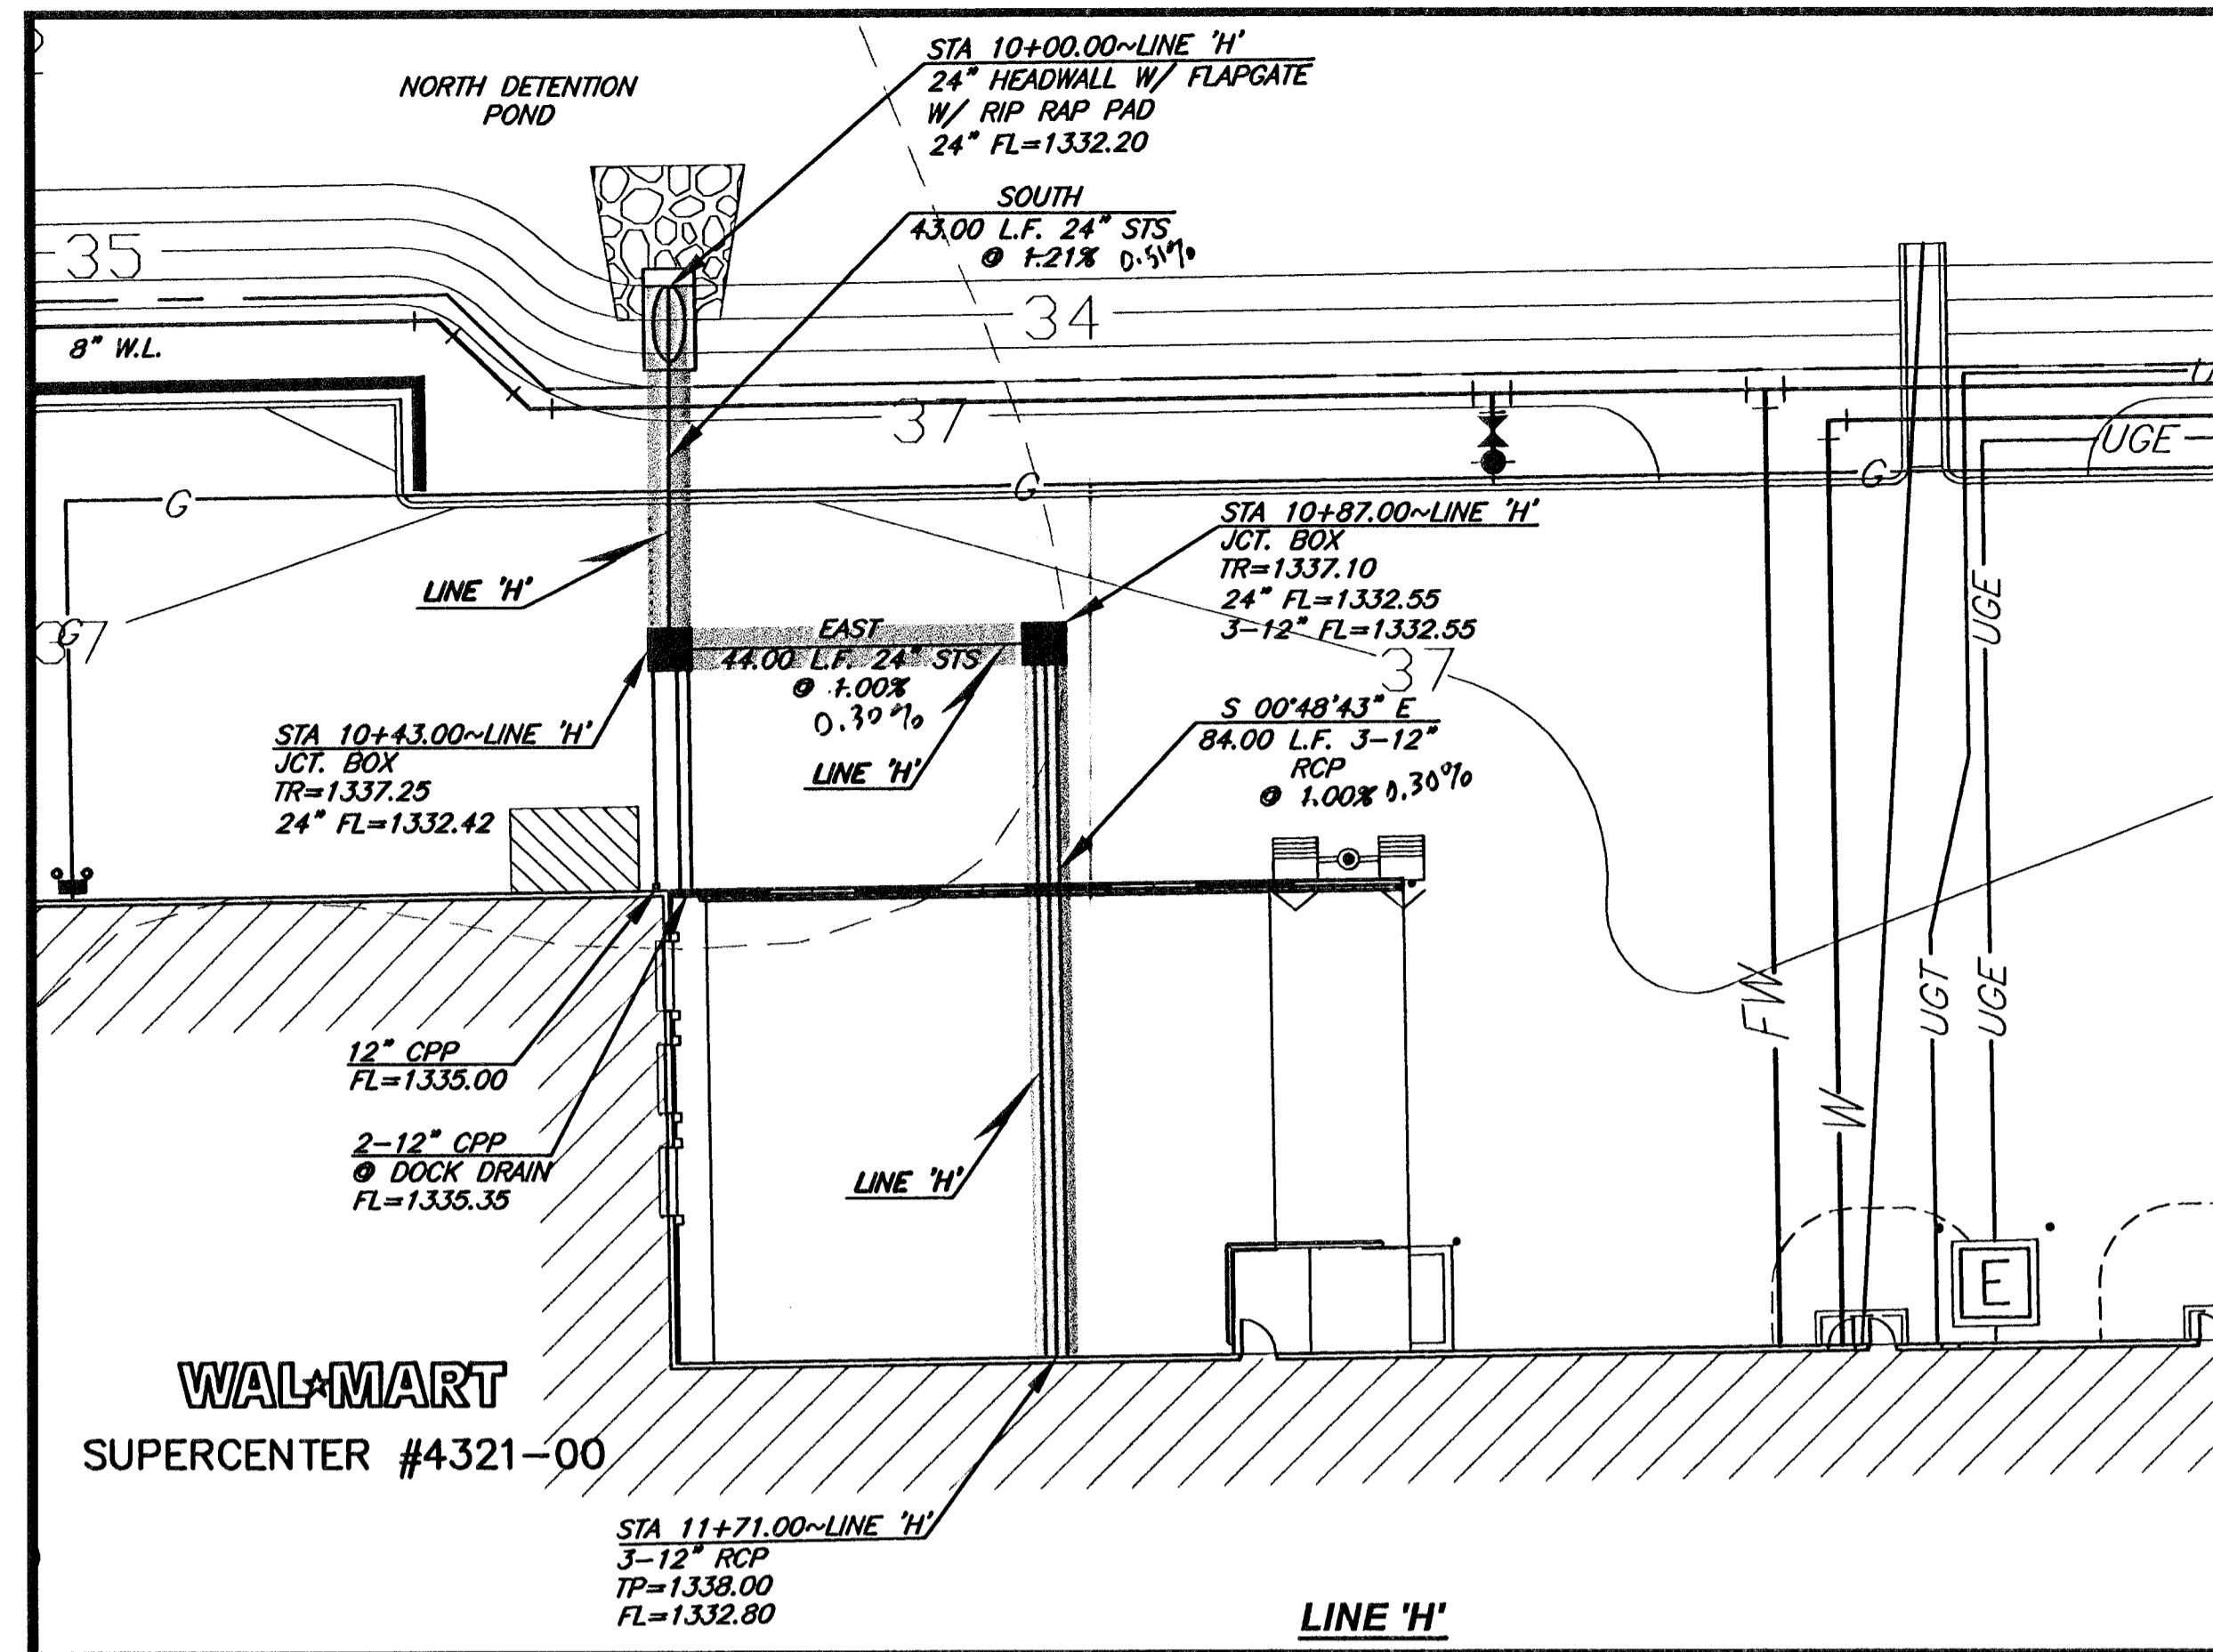 STA 10+00.00~LINE 'H'
24" HEADWALL W/ FLAPGATE
W/ RIP RAP PAD
24" FL=1332.20
NORTH DETENTION
POND
SOUTH
43.00 L.F. 24" STS
@ 1.21% 0.51%
35
34
8" W.L.
37
UGE
G
G
G
STA 10+87.00~LINE 'H'
JCT. BOX
TR=1337.10
24" FL=1332.55
3-12" FL=1332.55
LINE 'H'
UGE
G
37
EAST
44.00 L.F. 24" STS
@ 1.00%
0.30%
37
S 00°48'43" E
84.00 L.F. 3-12"
RCP
@ 1.00% 0.30%
STA 10+43.00~LINE 'H'
JCT. BOX
TR=1337.25
24" FL=1332.42
LINE 'H'
FW
UGT
UGE
W
12" CPP
FL=1335.00
2-12" CPP
@ DOCK DRAIN
FL=1335.35
LINE 'H'
E
WAL★MART
SUPERCENTER #4321-00
STA 11+71.00~LINE 'H'
3-12" RCP
TP=1338.00
FL=1332.80
LINE 'H'